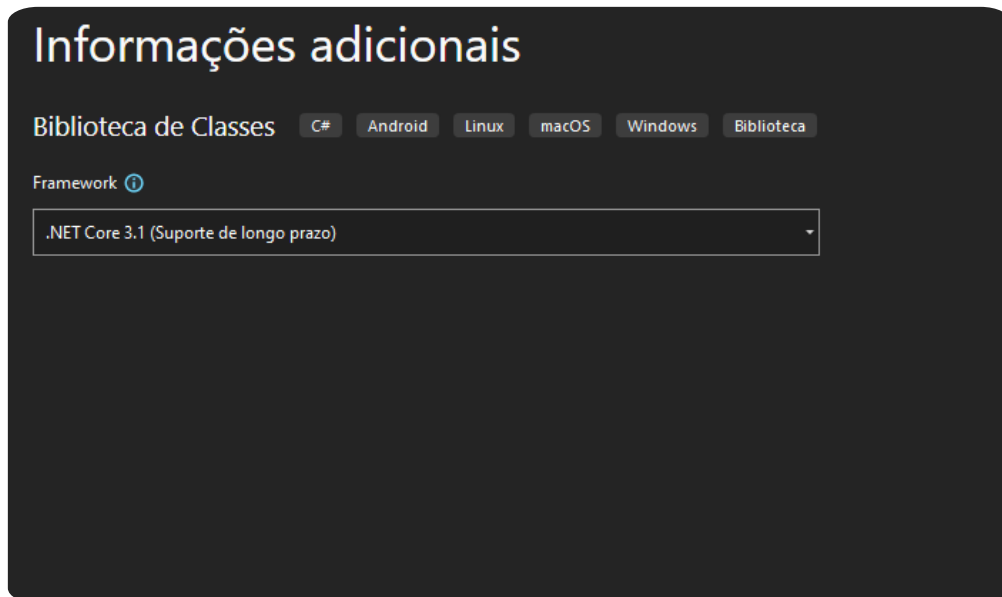 Informações adicionais
Biblioteca de Classes C# Android Linux macOS Windows Biblioteca
Framework
.NET Core 3.1 (Suporte de longo prazo)